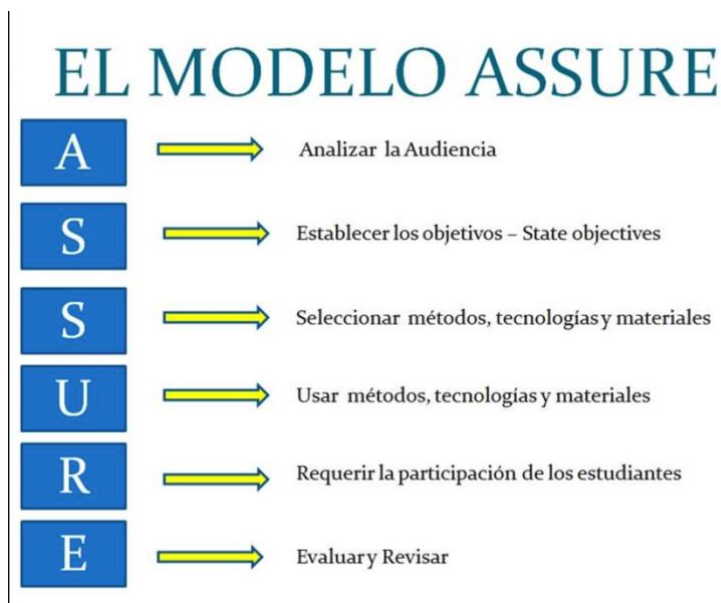 EL MODELO ASSURE
A Analizar la Audiencia
S Establecer los objetivos – State objectives
S Seleccionar métodos, tecnologías y materiales
U Usar métodos, tecnologías y materiales
R Requerir la participación de los estudiantes
E Evaluar y Revisar